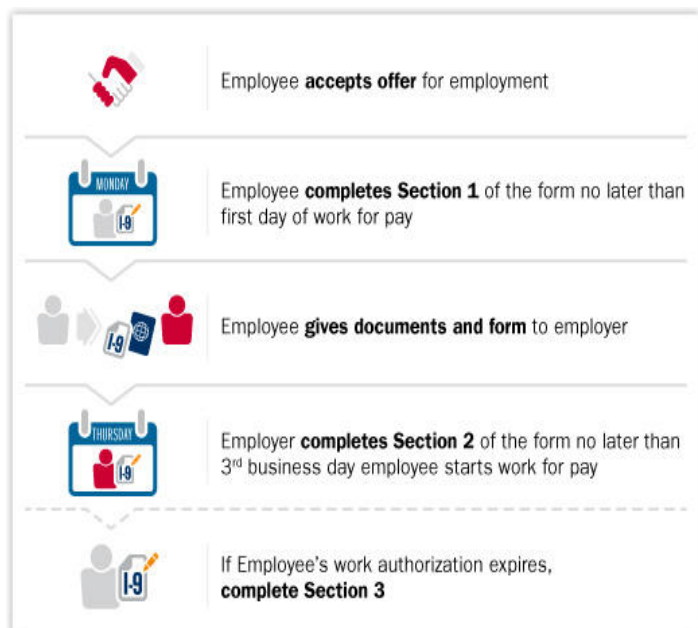 Employee accepts offer for employment
MONDAY
I-9
Employee completes Section 1 of the form no later than
first day of work for pay
I-9
Employee gives documents and form to employer
THURSDAY
I-9
Employer completes Section 2 of the form no later than
3rd business day employee starts work for pay
I-9
If Employee's work authorization expires,
complete Section 3